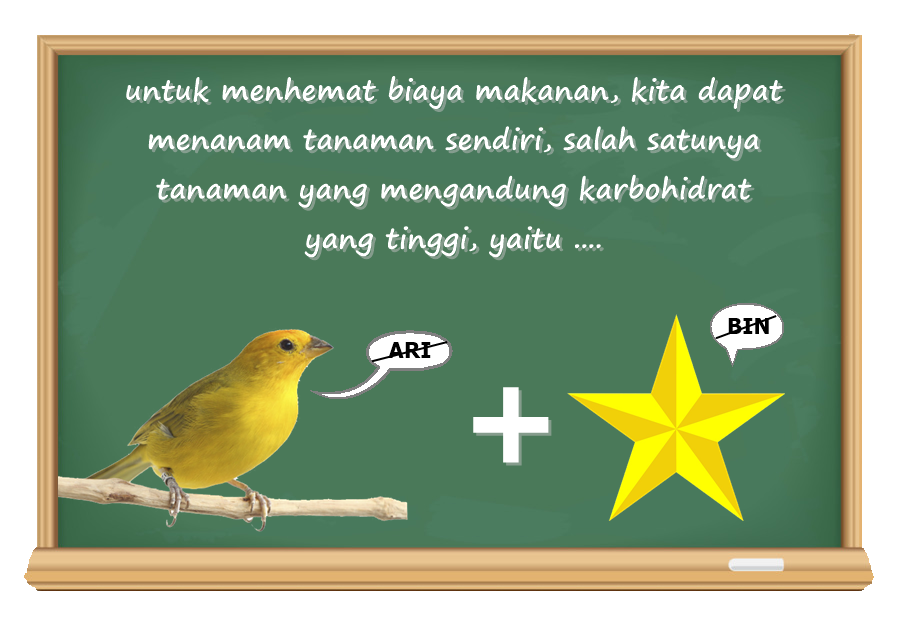 untuk menhemat biaya makanan, kita dapat
menanam tanaman sendiri, salah satunya
tanaman yang mengandung karbohidrat
yang tinggi, yaitu ....
BIN
ARI
+